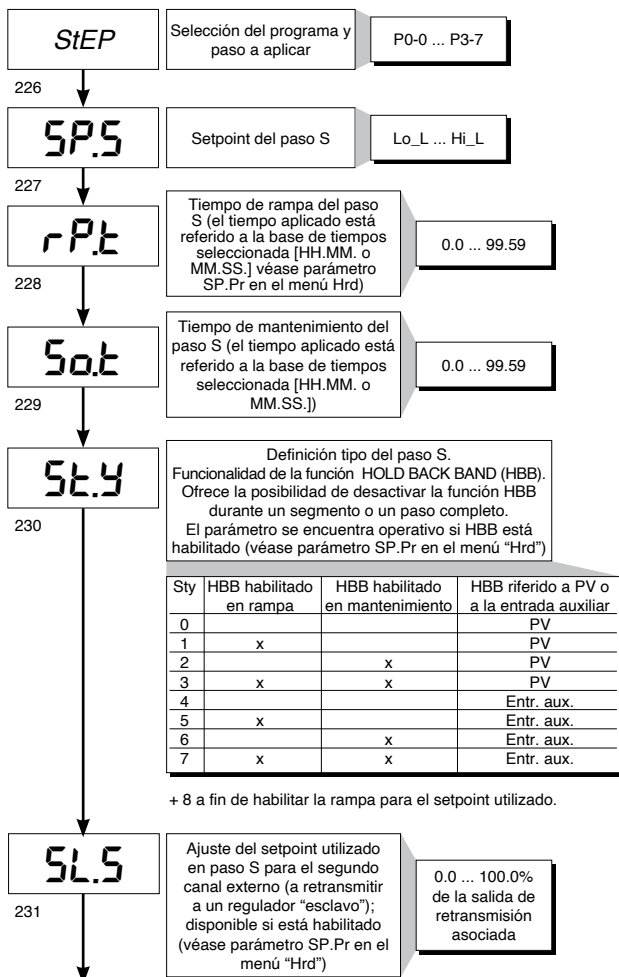 StEP
Selección del programa y
paso a aplicar
P0-0 ... P3-7
226
SP.S
Setpoint del paso S
Lo_L ... Hi_L
227
rP.t
Tiempo de rampa del paso
S (el tiempo aplicado está
referido a la base de tiempos
seleccionada [HH.MM. o
MM.SS.] véase parámetro
SP.Pr en el menú Hrd)
0.0 ... 99.59
228
So.t
Tiempo de mantenimiento del
paso S (el tiempo aplicado está
referido a la base de tiempos
seleccionada [HH.MM. o
MM.SS.])
0.0 ... 99.59
229
St.y
Definición tipo del paso S.
Funcionalidad de la función HOLD BACK BAND (HBB).
Ofrece la posibilidad de desactivar la función HBB
durante un segmento o un paso completo.
El parámetro se encuentra operativo si HBB está
habilitado (véase parámetro SP.Pr en el menú “Hrd”)
230
Sty HBB habilitado en rampa HBB habilitado en mantenimiento HBB riferido a PV o a la entrada auxiliar
0 PV
1 x PV
2 x PV
3 x x PV
4 Entr. aux.
5 x Entr. aux.
6 x Entr. aux.
7 x x Entr. aux.
+ 8 a fin de habilitar la rampa para el setpoint utilizado.
SL.S
Ajuste del setpoint utilizado
en paso S para el segundo
canal externo (a retransmitir
a un regulador “esclavo”);
disponible si está habilitado
(véase parámetro SP.Pr en el
menú “Hrd”)
0.0 ... 100.0%
de la salida de
retransmisión
asociada
231